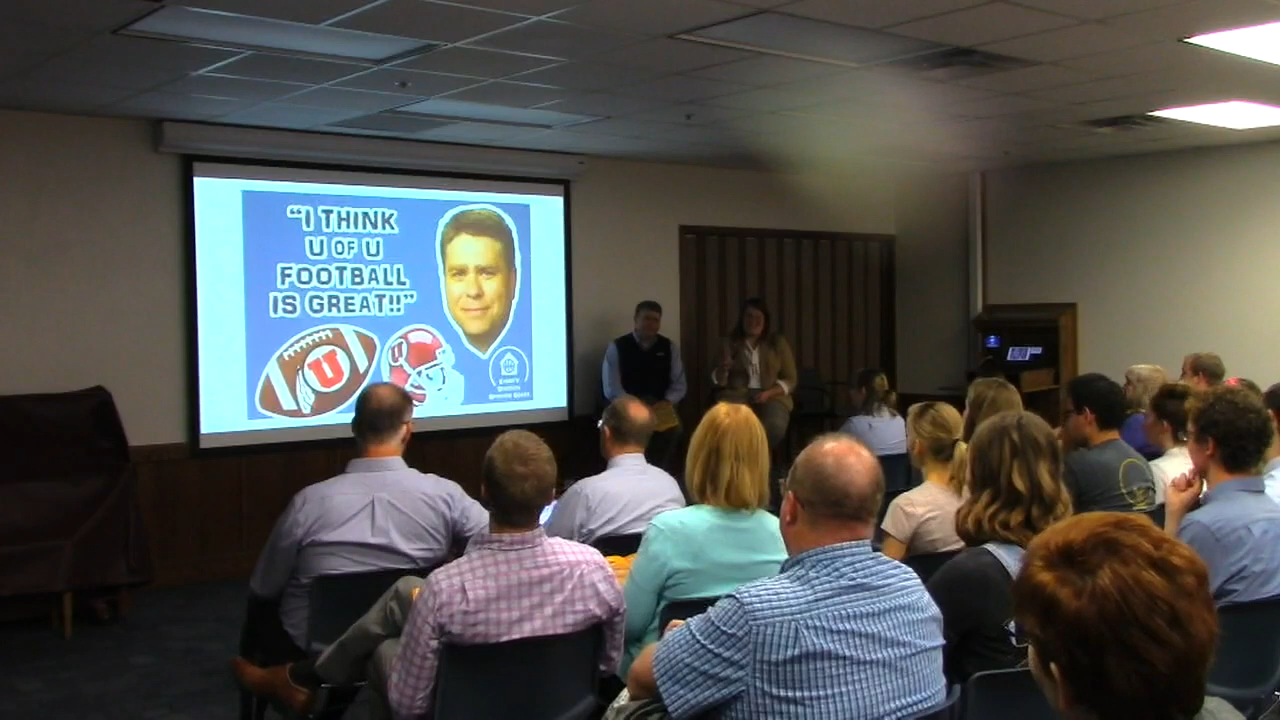 “I THINK
U OF U
FOOTBALL
IS GREAT!!”
U
U